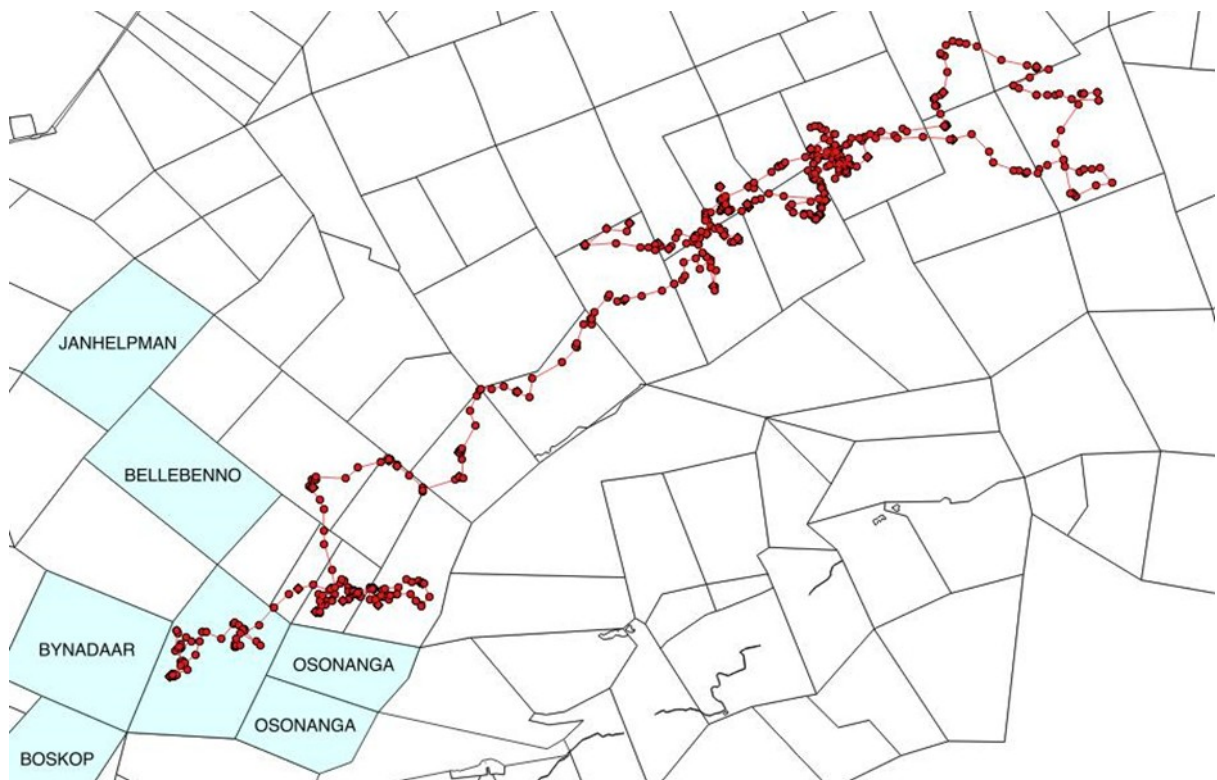 JANHELPMAN
BELLEBENNO
BYNADAAR
OSONANGA
OSONANGA
BOSKOP